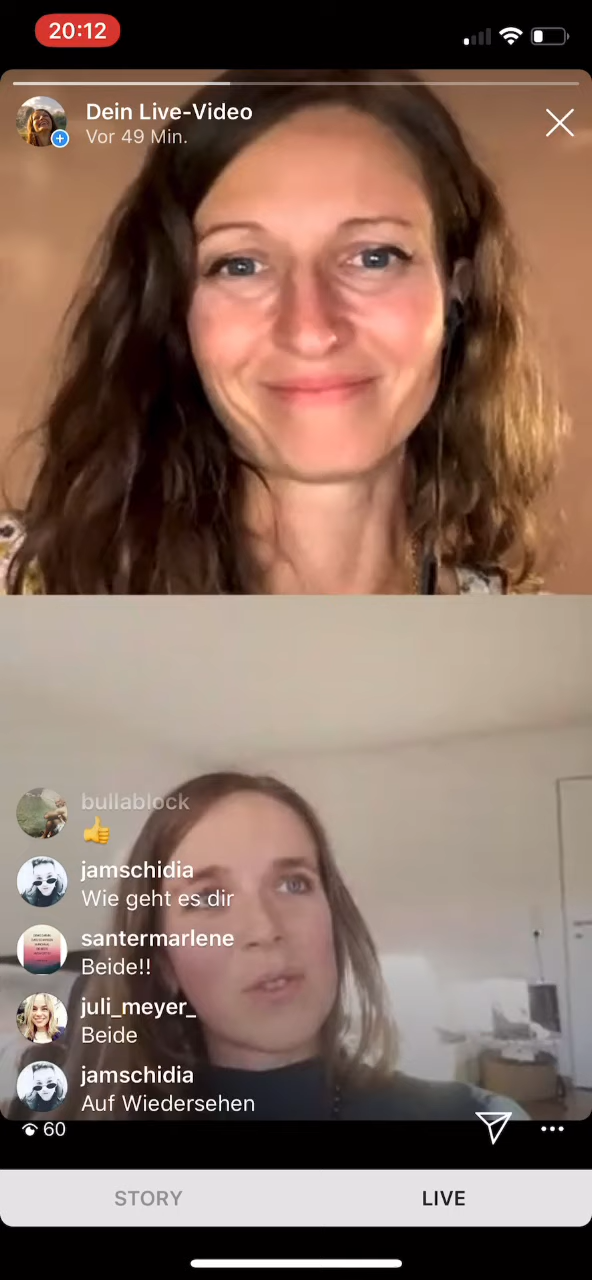 20:12
Dein Live-Video
Vor 49 Min.
bullablock
👍
jamschidia
Wie geht es dir
santermarlene
Beide!!
juli_meyer_
Beide
jamschidia
Auf Wiedersehen
60
STORY
LIVE